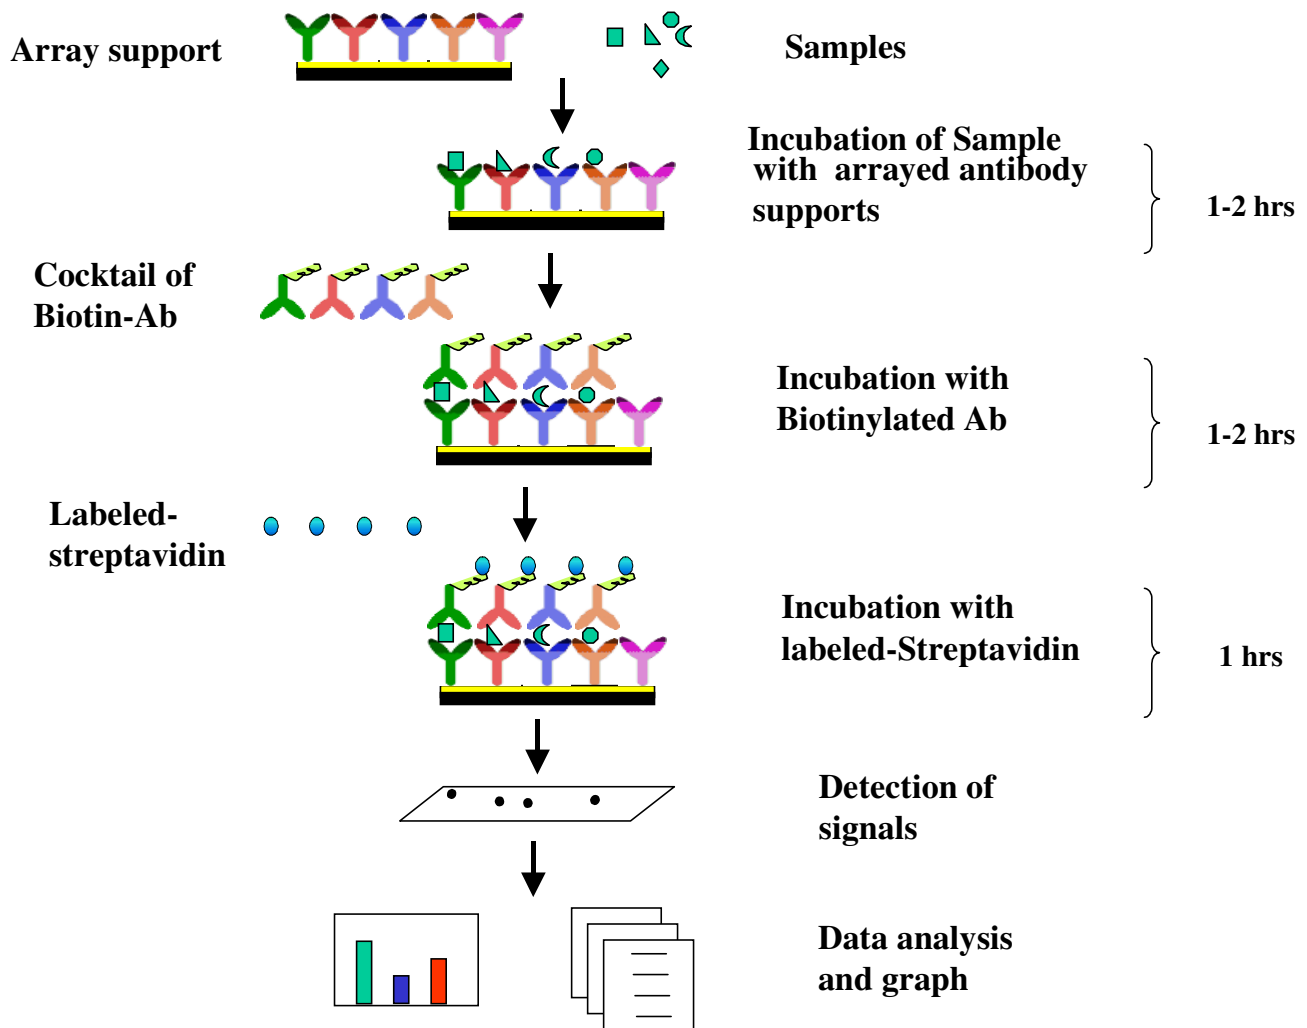 Array support
Samples
Incubation of Sample
with arrayed antibody
supports
1-2 hrs
Cocktail of
Biotin-Ab
Incubation with
Biotinylated Ab
1-2 hrs
Labeled-
streptavidin
Incubation with
labeled-Streptavidin
1 hrs
Detection of
signals
Data analysis
and graph